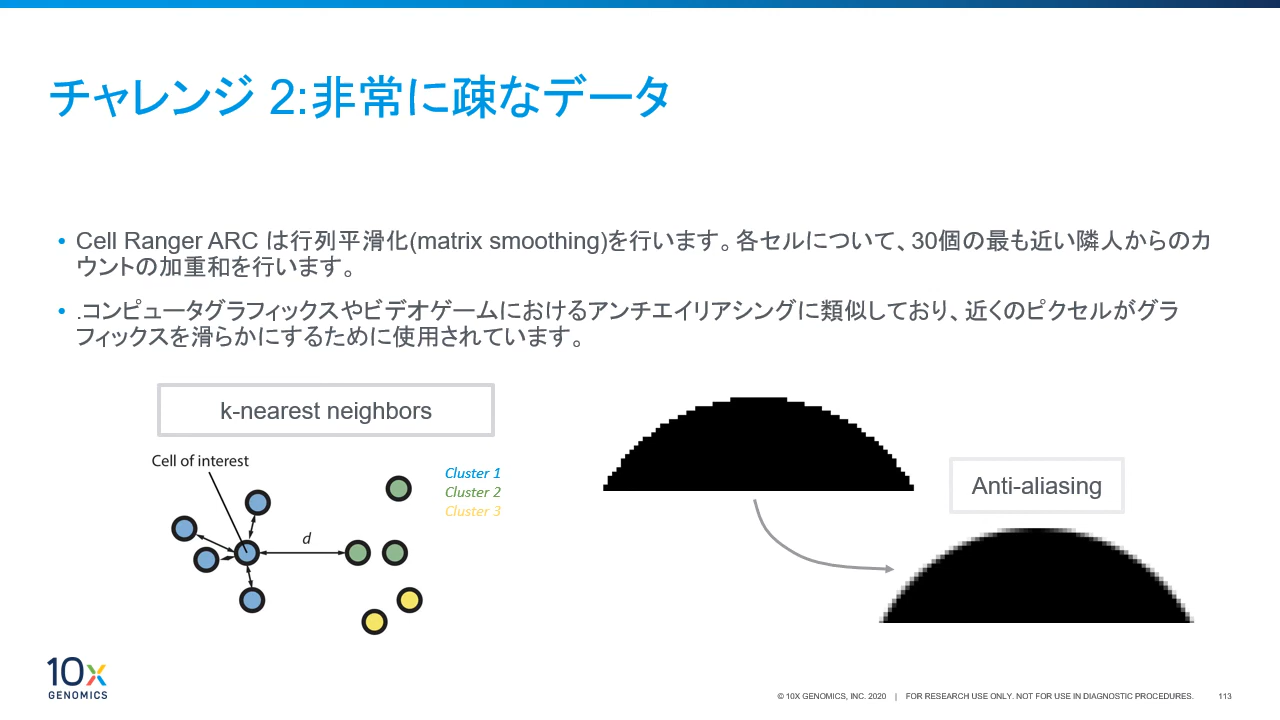 チャレンジ 2:非常に疎なデータ
• Cell Ranger ARC は行列平滑化(matrix smoothing)を行います。各セルについて、30個の最も近い隣人からのカ
ウントの加重和を行います。
• .コンピュータグラフィックスやビデオゲームにおけるアンチエイリアシングに類似しており、近くのピクセルがグラ
フィックスを滑らかにするために使用されています。
k-nearest neighbors
Cell of interest
Cluster 1
Cluster 2
Cluster 3
d
Anti-aliasing
10x
GENOMICS
© 10X GENOMICS, INC. 2020 | FOR RESEARCH USE ONLY. NOT FOR USE IN DIAGNOSTIC PROCEDURES. 113